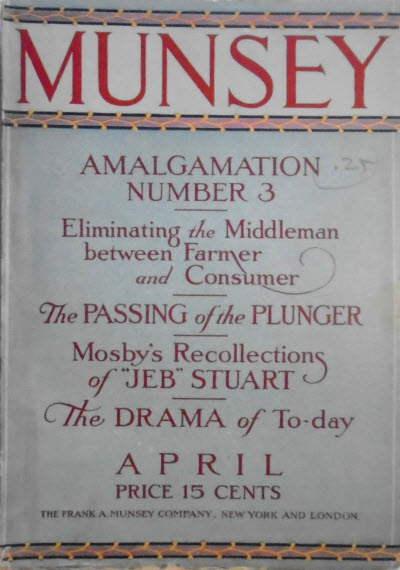 MUNSEY
AMALGAMATION
NUMBER 3
.25
Eliminating the Middleman
between Farmer
and Consumer
The PASSING of the PLUNGER
Mosby's Recollections
of "JEB" STUART
The DRAMA of To-day
APRIL
PRICE 15 CENTS
THE FRANK A. MUNSEY COMPANY, NEW YORK AND LONDON.